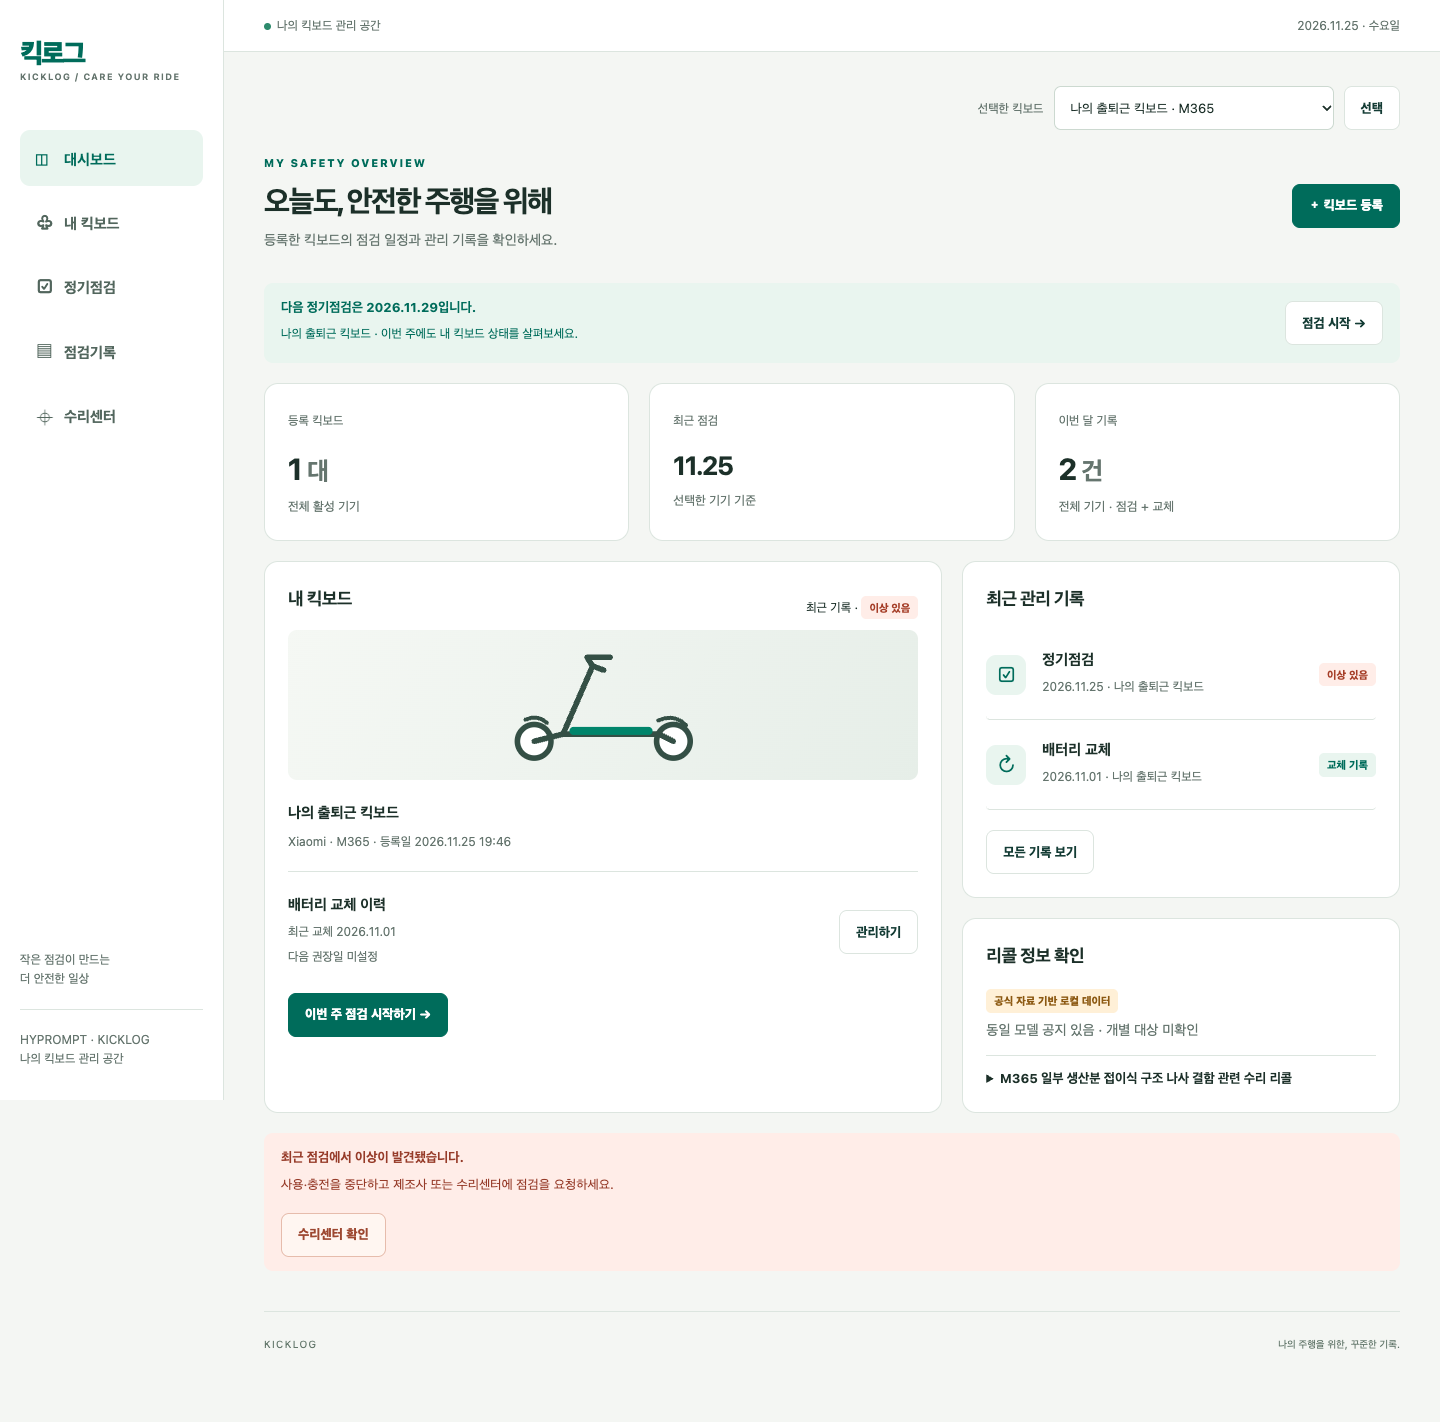 킥로그
KICKLOG / CARE YOUR RIDE
대시보드
내 킥보드
정기점검
점검기록
수리센터
작은 점검이 만드는
더 안전한 일상
HYPROMPT · KICKLOG
나의 킥보드 관리 공간
나의 킥보드 관리 공간
2026.11.25 · 수요일
선택한 킥보드
나의 출퇴근 킥보드 · M365
선택
MY SAFETY OVERVIEW
오늘도, 안전한 주행을 위해
등록한 킥보드의 점검 일정과 관리 기록을 확인하세요.
+ 킥보드 등록
다음 정기점검은 2026.11.29입니다.
나의 출퇴근 킥보드 · 이번 주에도 내 킥보드 상태를 살펴보세요.
점검 시작 →
등록 킥보드
1 대
전체 활성 기기
최근 점검
11.25
선택한 기기 기준
이번 달 기록
2 건
전체 기기 · 점검 + 교체
내 킥보드
최근 기록 · 이상 있음
나의 출퇴근 킥보드
Xiaomi · M365 · 등록일 2026.11.25 19:46
배터리 교체 이력
최근 교체 2026.11.01
다음 권장일 미설정
관리하기
이번 주 점검 시작하기 →
최근 관리 기록
정기점검
2026.11.25 · 나의 출퇴근 킥보드
이상 있음
배터리 교체
2026.11.01 · 나의 출퇴근 킥보드
교체 기록
모든 기록 보기
리콜 정보 확인
공식 자료 기반 로컬 데이터
동일 모델 공지 있음 · 개별 대상 미확인
▶ M365 일부 생산분 접이식 구조 나사 결함 관련 수리 리콜
최근 점검에서 이상이 발견됐습니다.
사용·충전을 중단하고 제조사 또는 수리센터에 점검을 요청하세요.
수리센터 확인
KICKLOG
나의 주행을 위한, 꾸준한 기록.